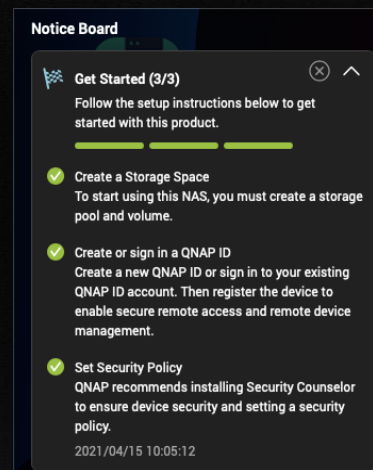 Notice Board
Get Started (3/3)
Follow the setup instructions below to get
started with this product.
Create a Storage Space
To start using this NAS, you must create a storage
pool and volume.
Create or sign in a QNAP ID
Create a new QNAP ID or sign in to your existing
QNAP ID account. Then register the device to
enable secure remote access and remote device
management.
Set Security Policy
QNAP recommends installing Security Counselor
to ensure device security and setting a security
policy.
2021/04/15 10:05:12